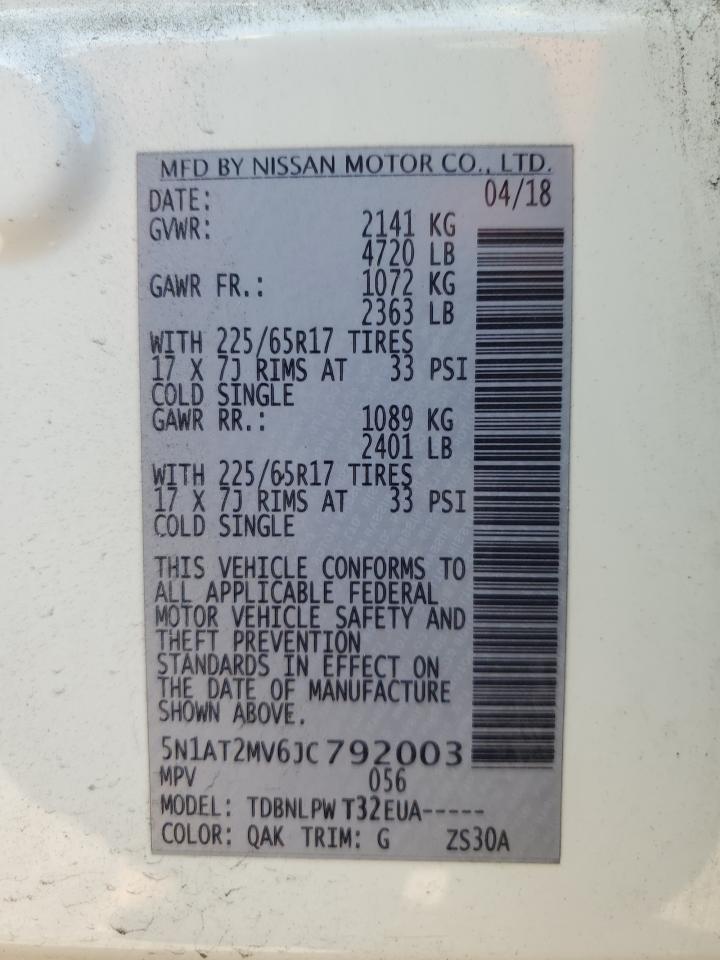 MFD BY NISSAN MOTOR CO., LTD.
DATE: 04/18
GVWR: 2141 KG
4720 LB
GAWR FR.: 1072 KG
2363 LB
WITH 225/65R17 TIRES
17 X 7J RIMS AT 33 PSI
COLD SINGLE
GAWR RR.: 1089 KG
2401 LB
WITH 225/65R17 TIRES
17 X 7J RIMS AT 33 PSI
COLD SINGLE
THIS VEHICLE CONFORMS TO
ALL APPLICABLE FEDERAL
MOTOR VEHICLE SAFETY AND
THEFT PREVENTION
STANDARDS IN EFFECT ON
THE DATE OF MANUFACTURE
SHOWN ABOVE.
5N1AT2MV6JC792003
MPV 056
MODEL: TDBNLPWT32EUA-----
COLOR: QAK TRIM: G ZS30A